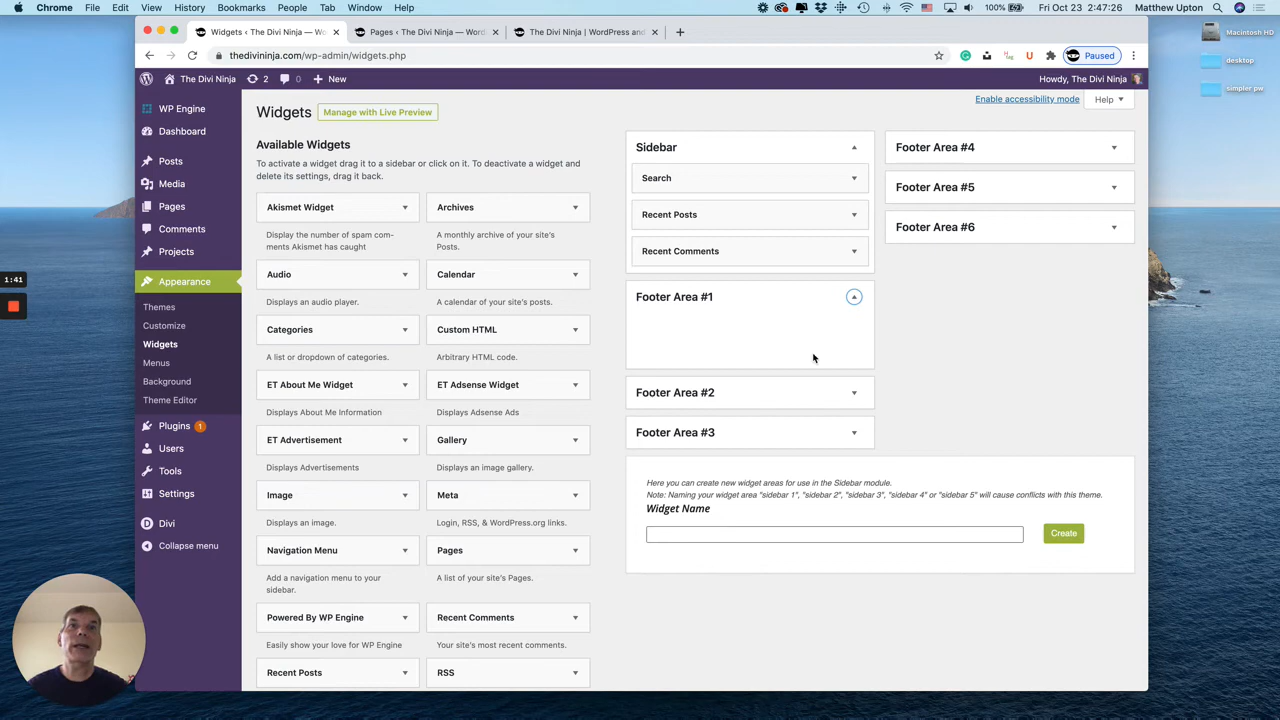 Chrome File Edit View History Bookmarks People Tab Window Help
100% Fri Oct 23 2:47:26 Matthew Upton
Widgets ‹ The Divi Ninja — Wo
Pages ‹ The Divi Ninja — Word
The Divi Ninja | WordPress and
thedivininja.com/wp-admin/widgets.php
Paused
The Divi Ninja 2 0 New
Howdy, The Divi Ninja
Macintosh HD
desktop
simpler pw
WP Engine
Dashboard
Posts
Media
Pages
Comments
Projects
Appearance
Themes
Customize
Widgets
Menus
Background
Theme Editor
Plugins 1
Users
Tools
Settings
Divi
Collapse menu
1:41
Enable accessibility mode
Help
Widgets
Manage with Live Preview
Available Widgets
To activate a widget drag it to a sidebar or click on it. To deactivate a widget and
delete its settings, drag it back.
Akismet Widget
Display the number of spam com-
ments Akismet has caught
Archives
A monthly archive of your site's
Posts.
Audio
Displays an audio player.
Calendar
A calendar of your site's posts.
Categories
A list or dropdown of categories.
Custom HTML
Arbitrary HTML code.
ET About Me Widget
Displays About Me Information
ET Adsense Widget
Displays Adsense Ads
ET Advertisement
Displays Advertisements
Gallery
Displays an image gallery.
Image
Displays an image.
Meta
Login, RSS, & WordPress.org links.
Navigation Menu
Add a navigation menu to your
sidebar.
Pages
A list of your site's Pages.
Powered By WP Engine
Easily show your love for WP Engine
Recent Comments
Your site's most recent comments.
Recent Posts
RSS
Sidebar
Search
Recent Posts
Recent Comments
Footer Area #1
Footer Area #2
Footer Area #3
Footer Area #4
Footer Area #5
Footer Area #6
Here you can create new widget areas for use in the Sidebar module.
Note: Naming your widget area "sidebar 1", "sidebar 2", "sidebar 3", "sidebar 4" or "sidebar 5" will cause conflicts with this theme.
Widget Name
Create